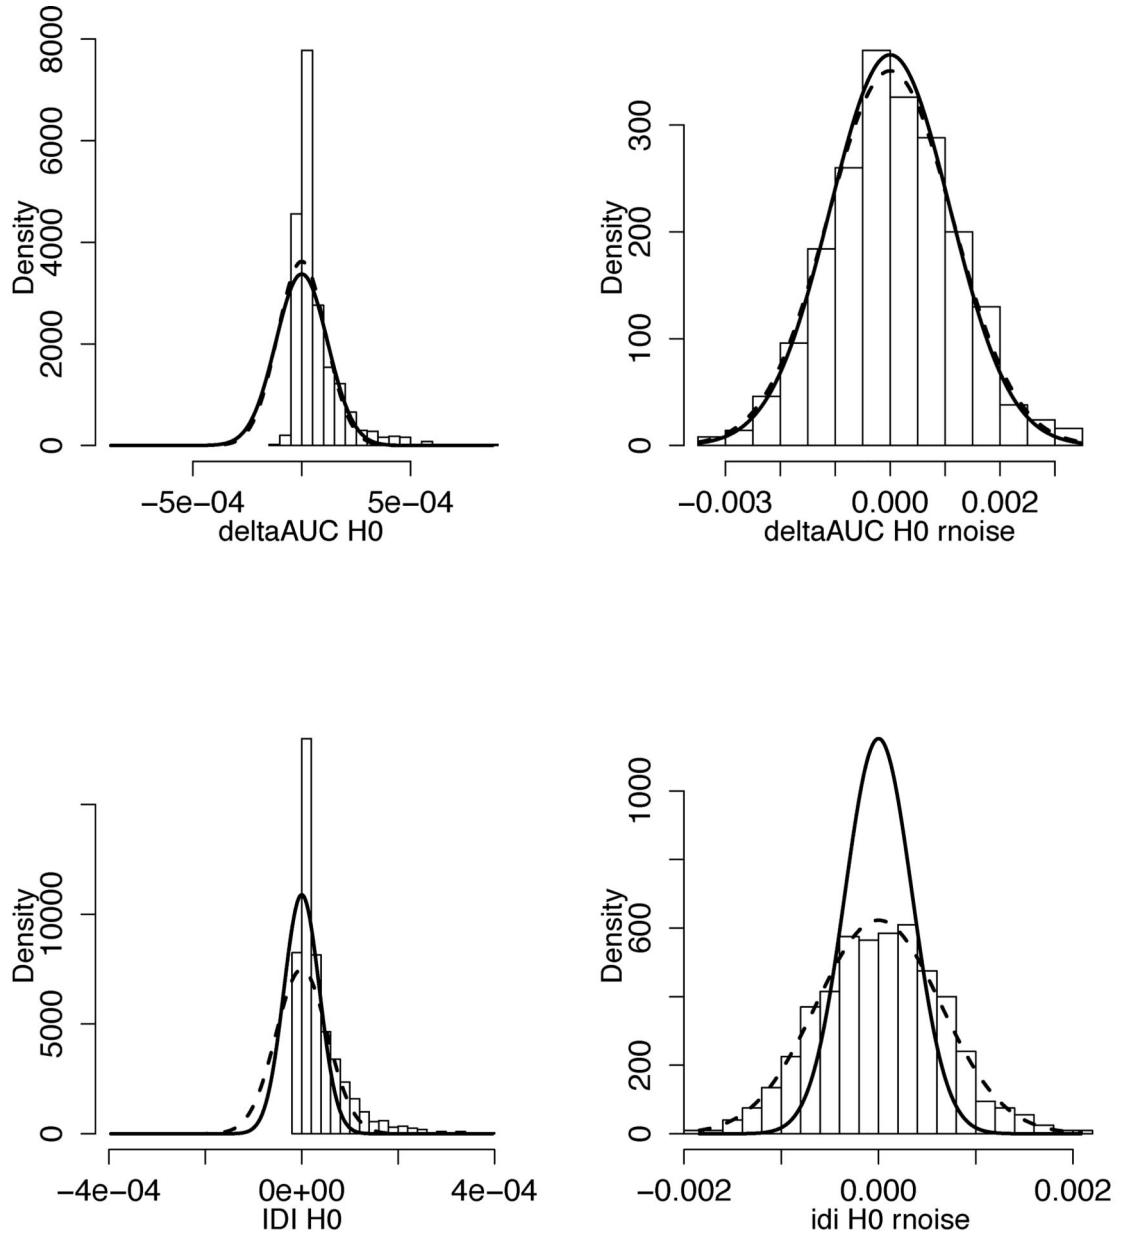 Density
0
2000
4000
6000
8000
−5e−04
5e−04
deltaAUC H0
Density
0
100
200
300
−0.003
0.000
0.002
deltaAUC H0 rnoise
Density
0
5000
10000
−4e−04
0e+00
4e−04
IDI H0
Density
0
200
600
1000
−0.002
0.000
0.002
idi H0 rnoise